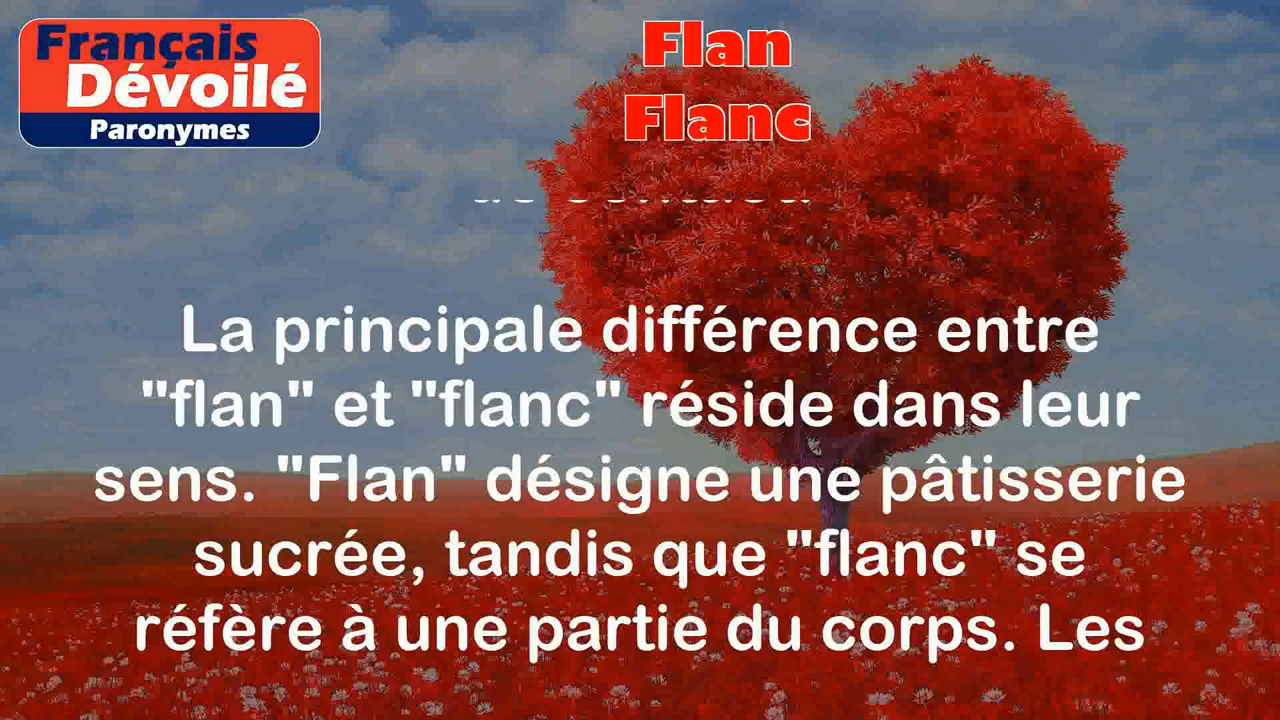 Français
Dévoilé
Paronymes
Flan
Flanc
La principale différence entre
"flan" et "flanc" réside dans leur
sens. "Flan" désigne une pâtisserie
sucrée, tandis que "flanc" se
réfère à une partie du corps. Les